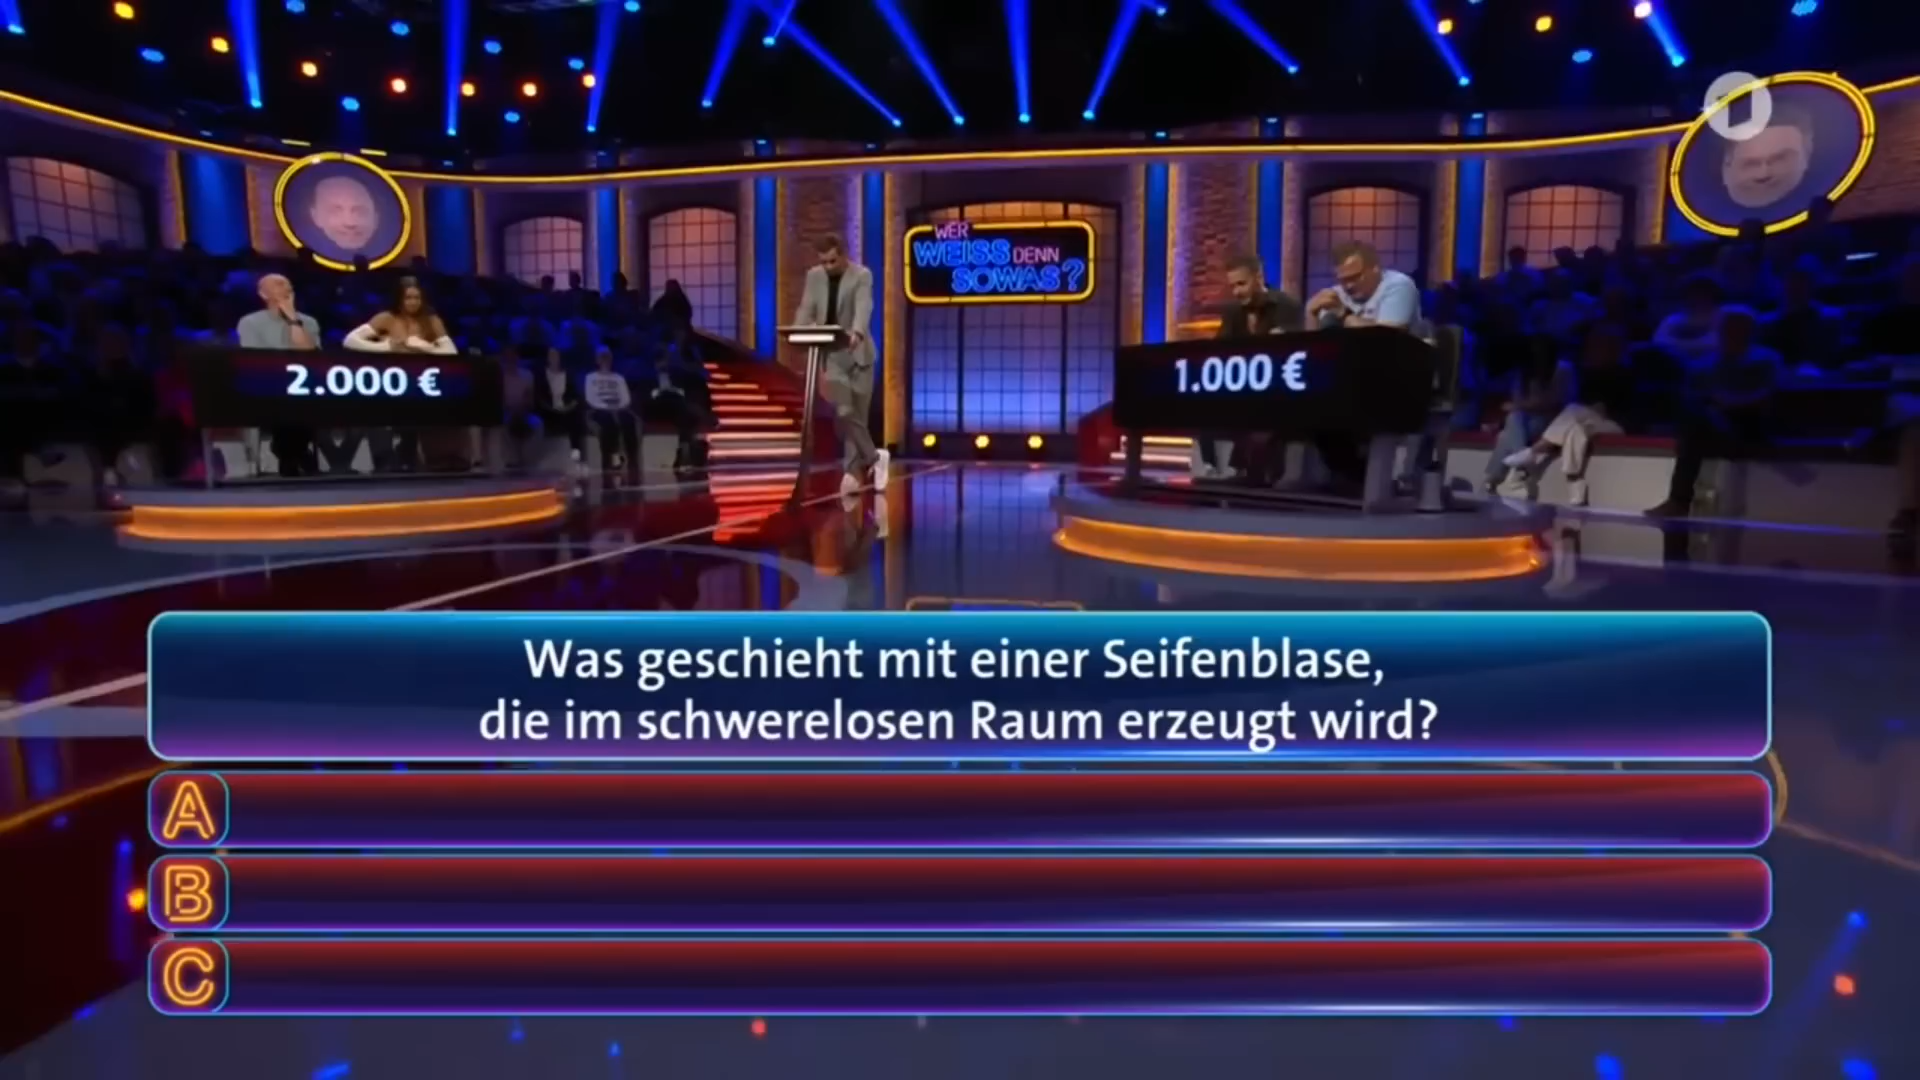 WER
WEISS DENN
SOWAS?
2.000 €
1.000 €
Was geschieht mit einer Seifenblase,
die im schwerelosen Raum erzeugt wird?
A
B
C